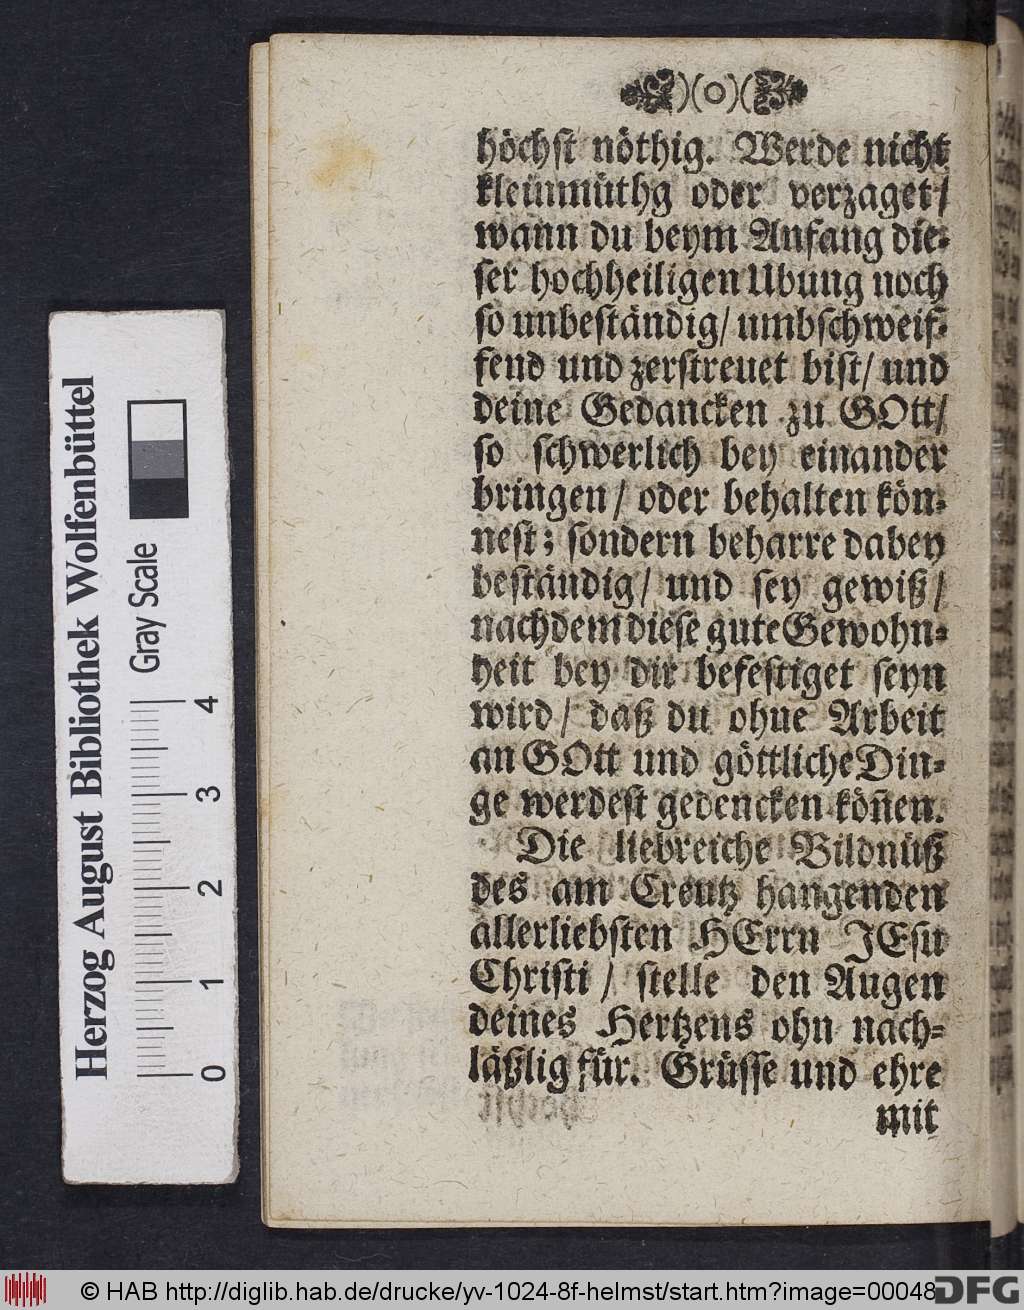 )(o)(
höchst nöthig. Werde nicht
kleinmüthg oder verzaget/
wann du beym Anfang die-
ser hochheiligen Ubung noch
so unbeständig/ umbschweif-
fend und zerstreuet bist/ und
deine Gedancken zu GOtt/
so schwerlich bey einander
bringen/ oder behalten kön-
nest; sondern beharre dabey
beständig/ und sey gewiß/
nachdem diese gute Gewohn-
heit bey dir befestiget seyn
wird/ daß du ohne Arbeit
an GOtt und göttliche Din-
ge werdest gedencken kön̄en.
Die liebreiche Bildnüß
des am Creutz hangenden
allerliebsten HErrn JEsu
Christi/ stelle den Augen
deines Hertzens ohn nach-
läßlig für. Grüsse und ehre
mit
Herzog August Bibliothek Wolfenbüttel
Gray Scale
0 1 2 3 4
© HAB http://diglib.hab.de/drucke/yv-1024-8f-helmst/start.htm?image=00048
DFG